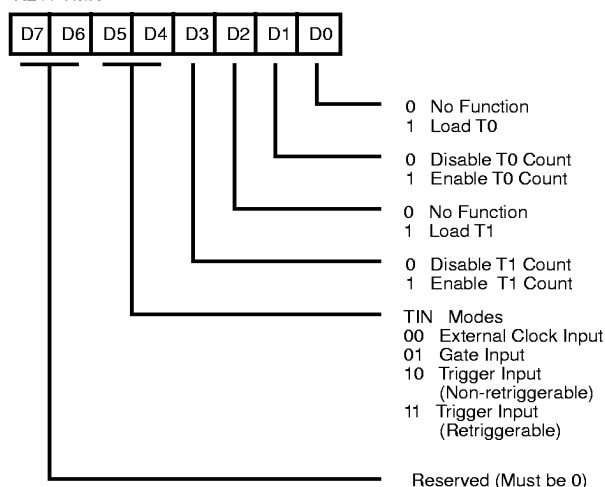 D7 D6 D5 D4 D3 D2 D1 D0
0 No Function
1 Load T0
0 Disable T0 Count
1 Enable T0 Count
0 No Function
1 Load T1
0 Disable T1 Count
1 Enable T1 Count
TIN Modes
00 External Clock Input
01 Gate Input
10 Trigger Input
(Non-retriggerable)
11 Trigger Input
(Retriggerable)
Reserved (Must be 0)